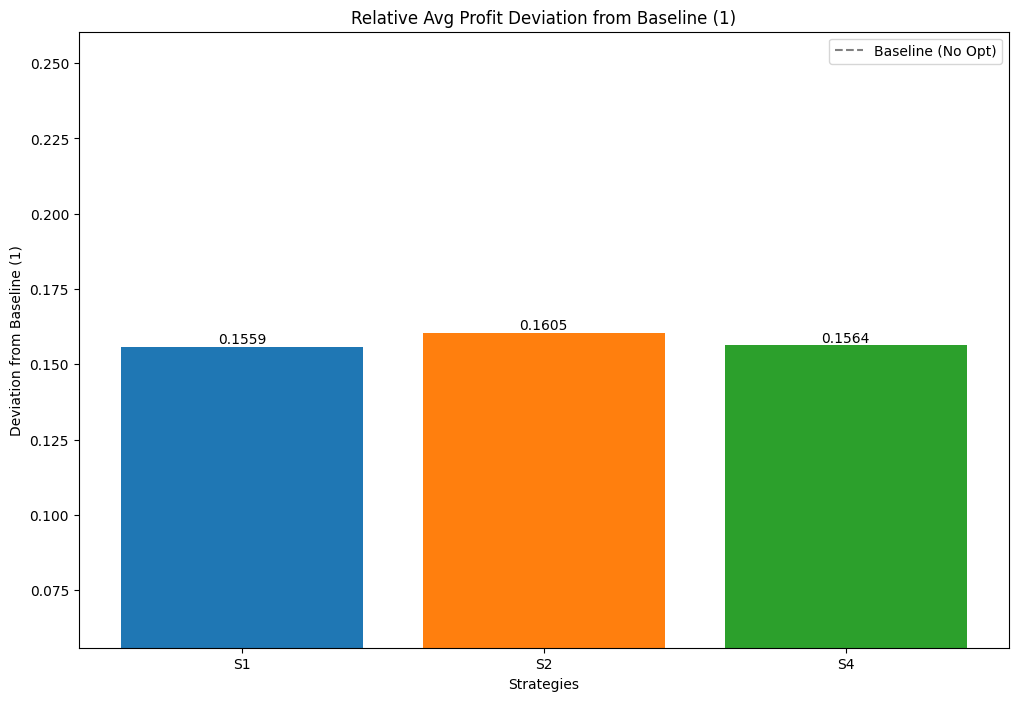 Relative Avg Profit Deviation from Baseline (1)
Baseline (No Opt)
0.250
0.225
0.200
0.175
0.150
0.125
0.100
0.075
Deviation from Baseline (1)
0.1559
0.1605
0.1564
S1
S2
S4
Strategies